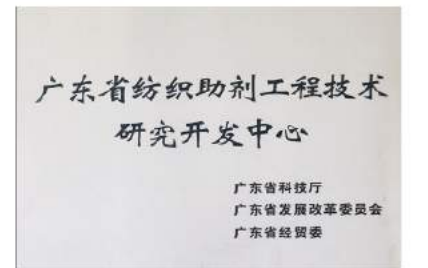 广东省纺织助剂工程技术
研究开发中心
广东省科技厅
广东省发展改革委员会
广东省经贸委